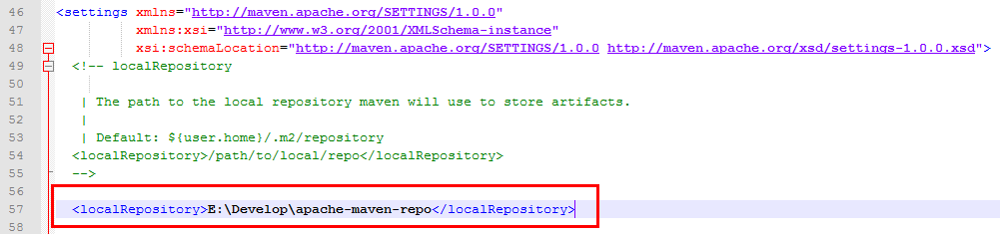 46 <settings xmlns="http://maven.apache.org/SETTINGS/1.0.0"
47 xmlns:xsi="http://www.w3.org/2001/XMLSchema-instance"
48 xsi:schemaLocation="http://maven.apache.org/SETTINGS/1.0.0 http://maven.apache.org/xsd/settings-1.0.0.xsd">
49 <!-- localRepository
50
51 | The path to the local repository maven will use to store artifacts.
52 |
53 | Default: ${user.home}/.m2/repository
54 <localRepository>/path/to/local/repo</localRepository>
55 -->
56
57 <localRepository>E:\Develop\apache-maven-repo</localRepository>
58